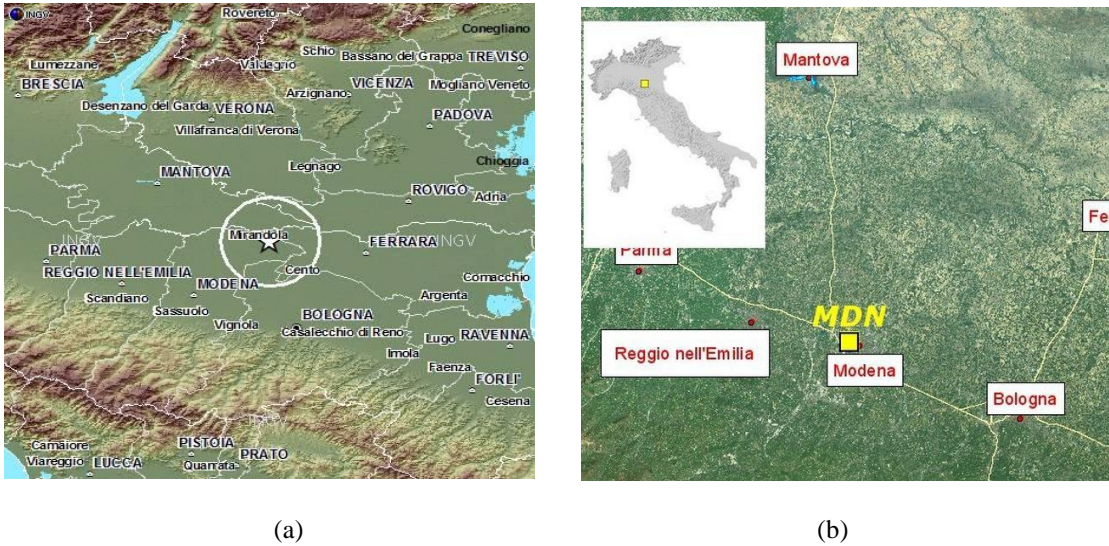 INGV
Rovereto
Conegliano
Lumezzane
Schio
Bassano del Grappa
TREVISO
BRESCIA
Valdagno
VICENZA
Mogliano Veneto
Desenzano del Garda
VERONA
Arzignano
PADOVA
Villafranca di Verona
Legnago
Chioggia
MANTOVA
ROVIGO
Adria
Mirandola
INGV
FERRARA
INGV
PARMA
REGGIO NELL'EMILIA
Cento
Comacchio
MODENA
Argenta
Scandiano
Sassuolo
BOLOGNA
Vignola
Casalecchio di Reno
Lugo
RAVENNA
Imola
Faenza
FORLI'
Cesena
Camaiore
PISTOIA
Viareggio
LUCCA
Quarrata
PRATO
(a)
Mantova
Fe
Parma
MDN
Reggio nell'Emilia
Modena
Bologna
(b)